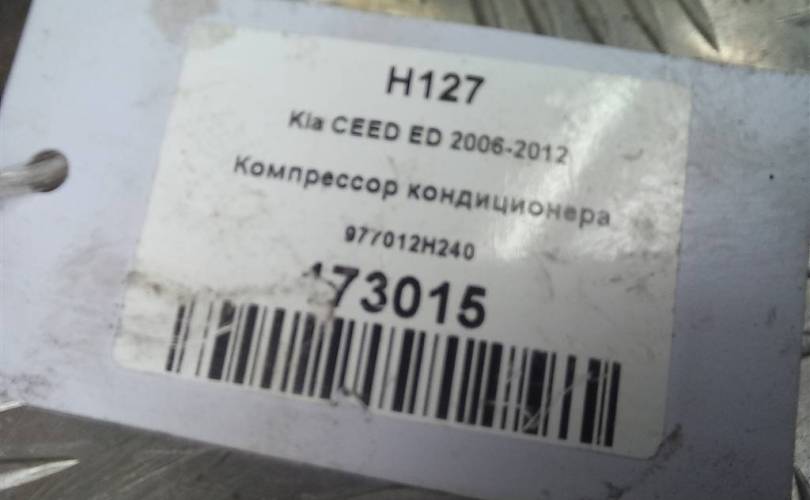 H127
Kia CEED ED 2006-2012
Компрессор кондиционера
977012H240
173015